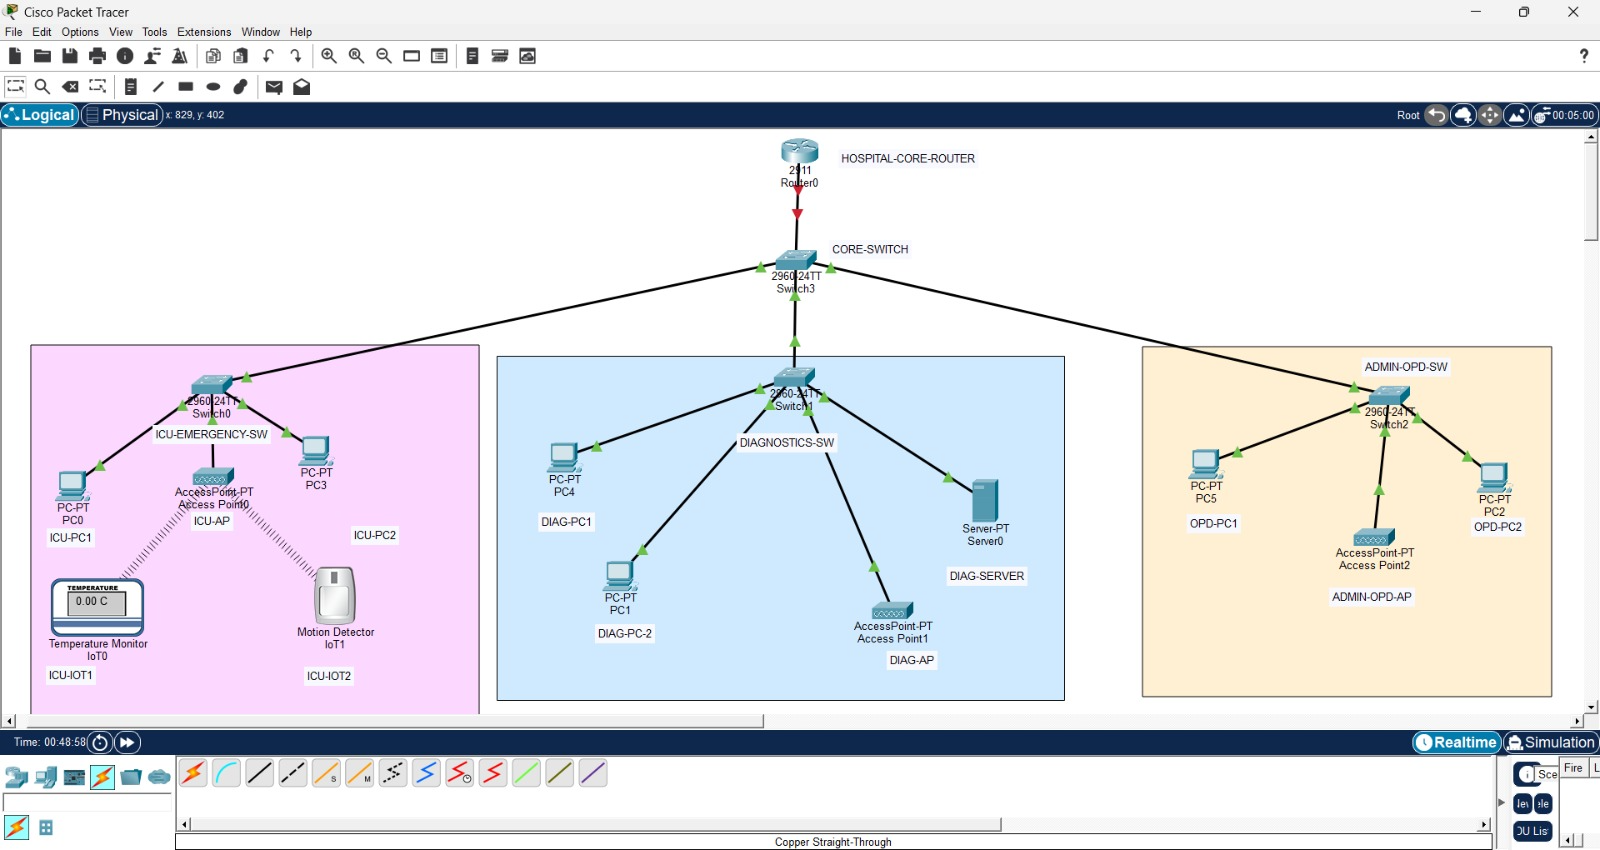 Cisco Packet Tracer
File Edit Options View Tools Extensions Window Help
?
Logical Physical x: 829, y: 402 Root 00:05:00
2911
Router0
HOSPITAL-CORE-ROUTER
CORE-SWITCH
2960-24TT
Switch3
2960-24TT
Switch0
ICU-EMERGENCY-SW
PC-PT
PC3
AccessPoint-PT
Access Point0
ICU-AP
PC-PT
PC0
ICU-PC1
ICU-PC2
TEMPERATURE
0.00 C
Temperature Monitor
IoT0
ICU-IOT1
Motion Detector
IoT1
ICU-IOT2
2960-24TT
Switch1
DIAGNOSTICS-SW
PC-PT
PC4
DIAG-PC1
PC-PT
PC1
DIAG-PC-2
Server-PT
Server0
DIAG-SERVER
AccessPoint-PT
Access Point1
DIAG-AP
ADMIN-OPD-SW
2960-24TT
Switch2
PC-PT
PC5
OPD-PC1
PC-PT
PC2
OPD-PC2
AccessPoint-PT
Access Point2
ADMIN-OPD-AP
Time: 00:48:58 Realtime Simulation
S M
Sce Fire L
Copper Straight-Through